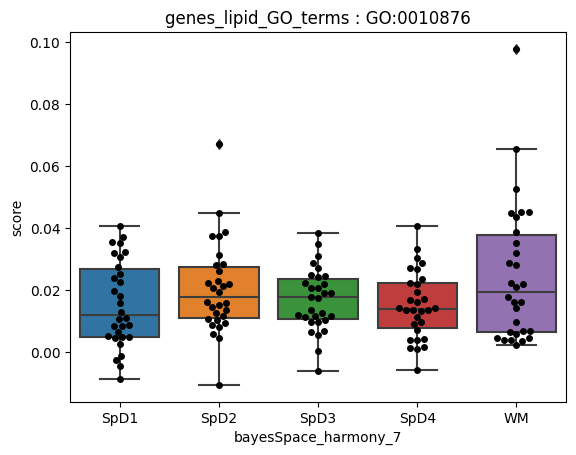 genes_lipid_GO_terms : GO:0010876
0.10
0.08
0.06
0.04
0.02
0.00
score
SpD1 SpD2 SpD3 SpD4 WM
bayesSpace_harmony_7